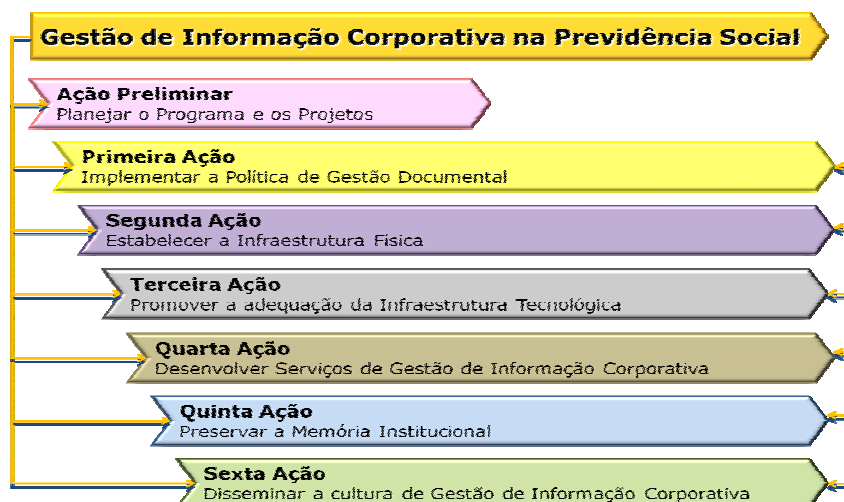 Gestão de Informação Corporativa na Previdência Social
Ação Preliminar
Planejar o Programa e os Projetos
Primeira Ação
Implementar a Política de Gestão Documental
Segunda Ação
Estabelecer a Infraestrutura Física
Terceira Ação
Promover a adequação da Infraestrutura Tecnológica
Quarta Ação
Desenvolver Serviços de Gestão de Informação Corporativa
Quinta Ação
Preservar a Memória Institucional
Sexta Ação
Disseminar a cultura de Gestão de Informação Corporativa